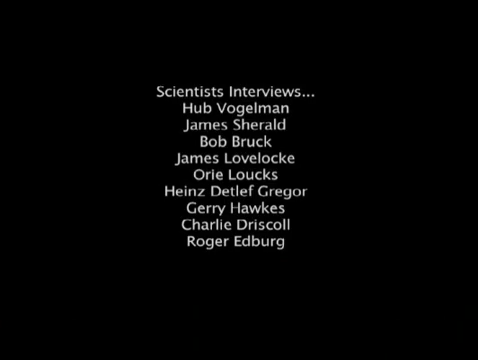 Scientists Interviews...
Hub Vogelman
James Sherald
Bob Bruck
James Lovelocke
Orie Loucks
Heinz Detlef Gregor
Gerry Hawkes
Charlie Driscoll
Roger Edburg